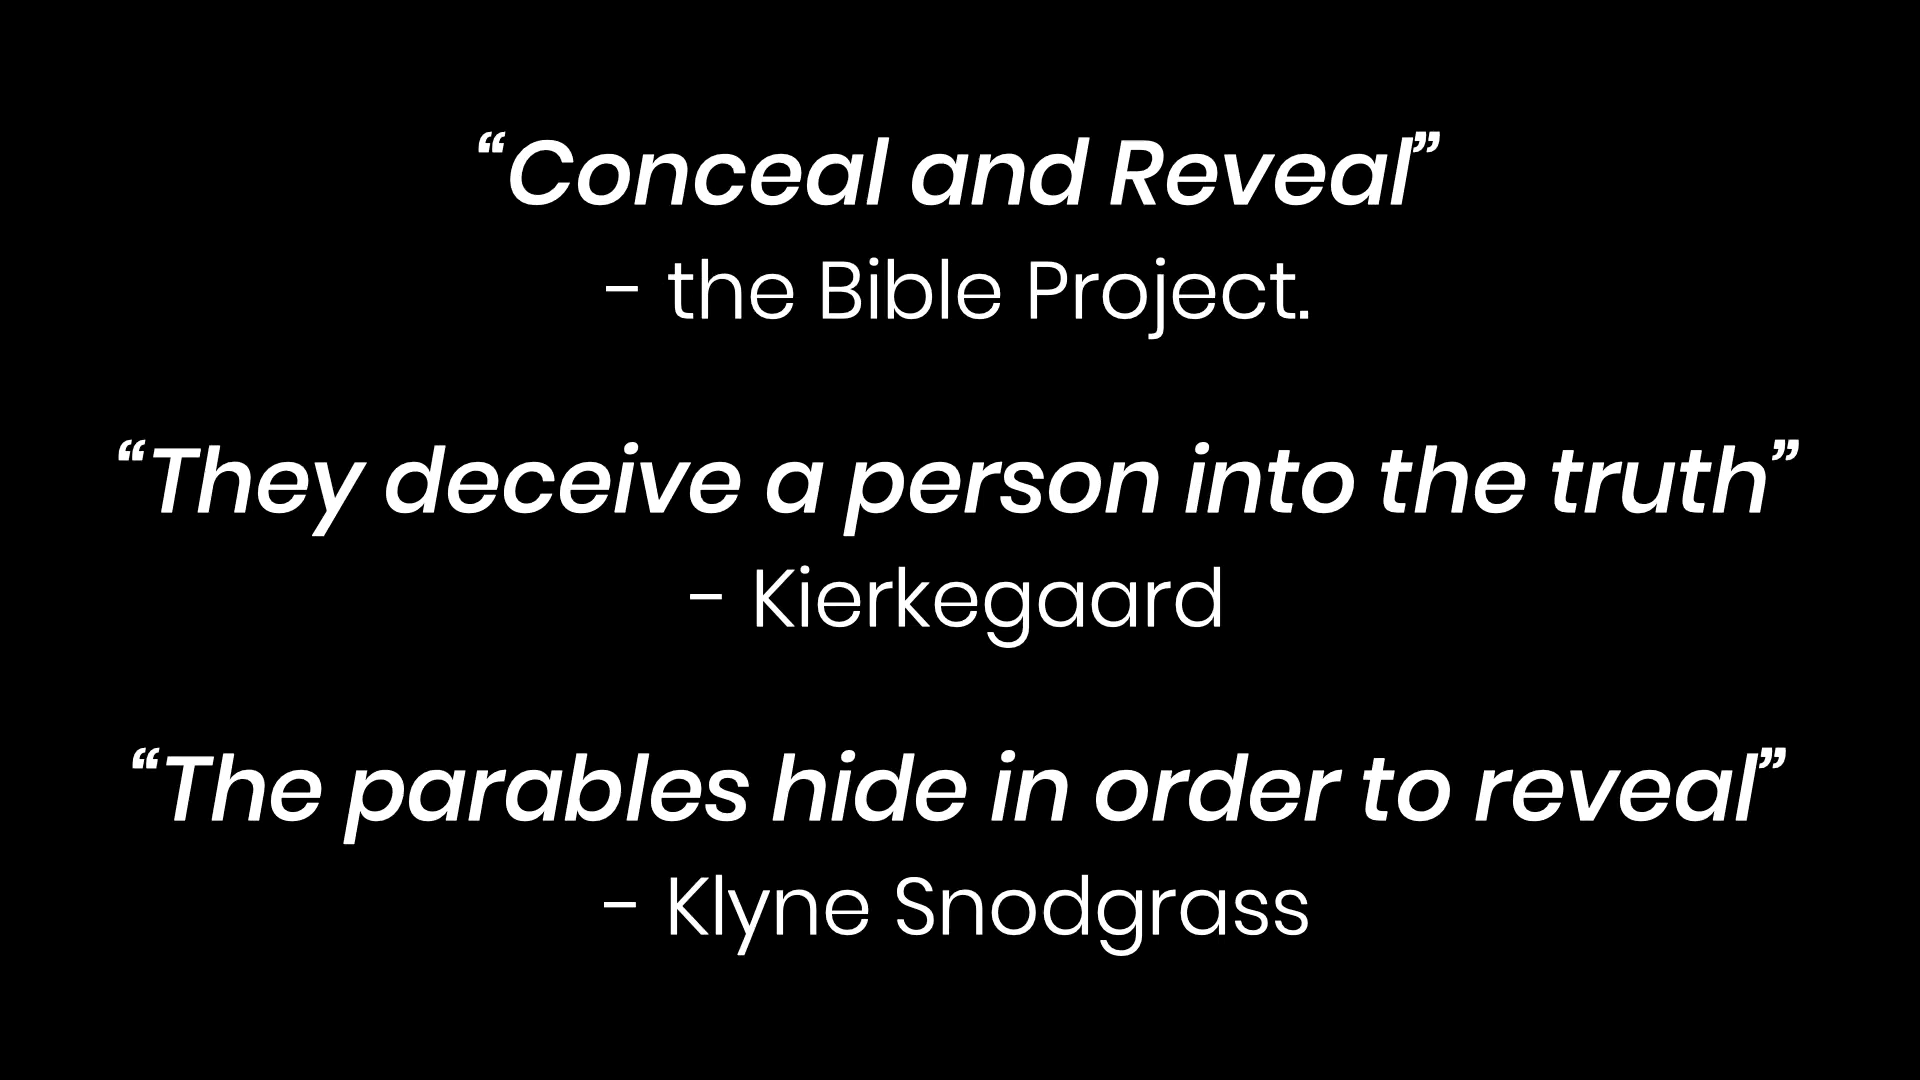 “Conceal and Reveal”
- the Bible Project.
“They deceive a person into the truth”
- Kierkegaard
“The parables hide in order to reveal”
- Klyne Snodgrass